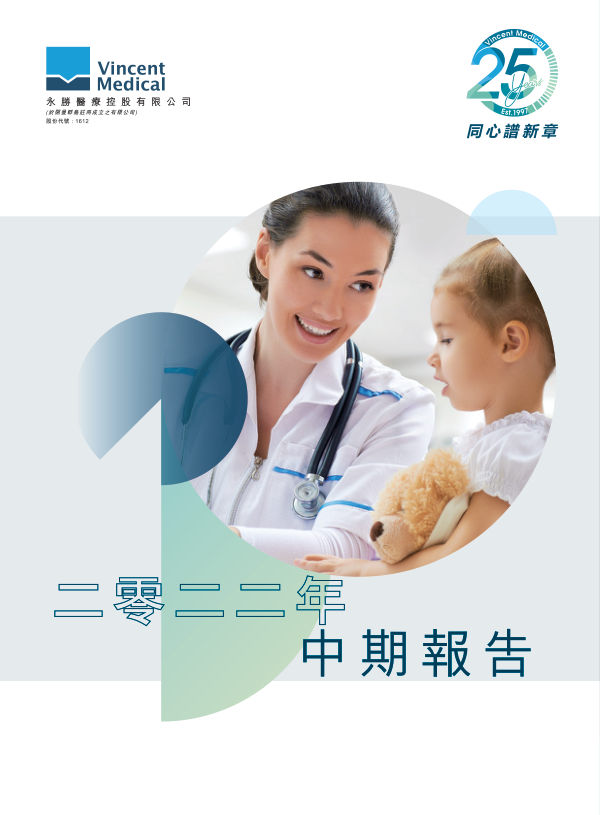 Vincent
Medical
永勝醫療控股有限公司
(於開曼群島註冊成立之有限公司)
股份代號：1612
Vincent Medical
25
Years
Est.1997
同心譜新章
二零二二年
中期報告